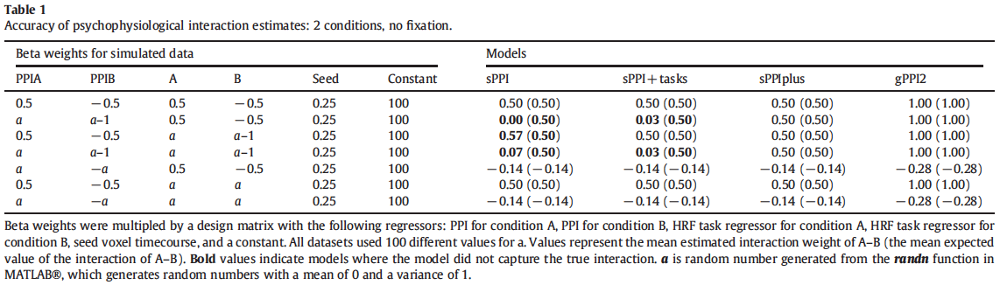 Table 1
Accuracy of psychophysiological interaction estimates: 2 conditions, no fixation.
Beta weights for simulated data Models
PPIA PPIB A B Seed Constant sPPI sPPI + tasks sPPIplus gPPI2
0.5 −0.5 0.5 −0.5 0.25 100 0.50 (0.50) 0.50 (0.50) 0.50 (0.50) 1.00 (1.00)
a a–1 0.5 −0.5 0.25 100 0.00 (0.50) 0.03 (0.50) 0.50 (0.50) 1.00 (1.00)
0.5 −0.5 a a–1 0.25 100 0.57 (0.50) 0.50 (0.50) 0.50 (0.50) 1.00 (1.00)
a a–1 a a–1 0.25 100 0.07 (0.50) 0.03 (0.50) 0.50 (0.50) 1.00 (1.00)
a −a 0.5 −0.5 0.25 100 −0.14 (−0.14) −0.14 (−0.14) −0.14 (−0.14) −0.28 (−0.28)
0.5 −0.5 a a 0.25 100 0.50 (0.50) 0.50 (0.50) 0.50 (0.50) 1.00 (1.00)
a −a a a 0.25 100 −0.14 (−0.14) −0.14 (−0.14) −0.14 (−0.14) −0.28 (−0.28)
Beta weights were multipled by a design matrix with the following regressors: PPI for condition A, PPI for condition B, HRF task regressor for condition A, HRF task regressor for
condition B, seed voxel timecourse, and a constant. All datasets used 100 different values for a. Values represent the mean estimated interaction weight of A–B (the mean expected
value of the interaction of A–B). Bold values indicate models where the model did not capture the true interaction. a is random number generated from the randn function in
MATLAB®, which generates random numbers with a mean of 0 and a variance of 1.